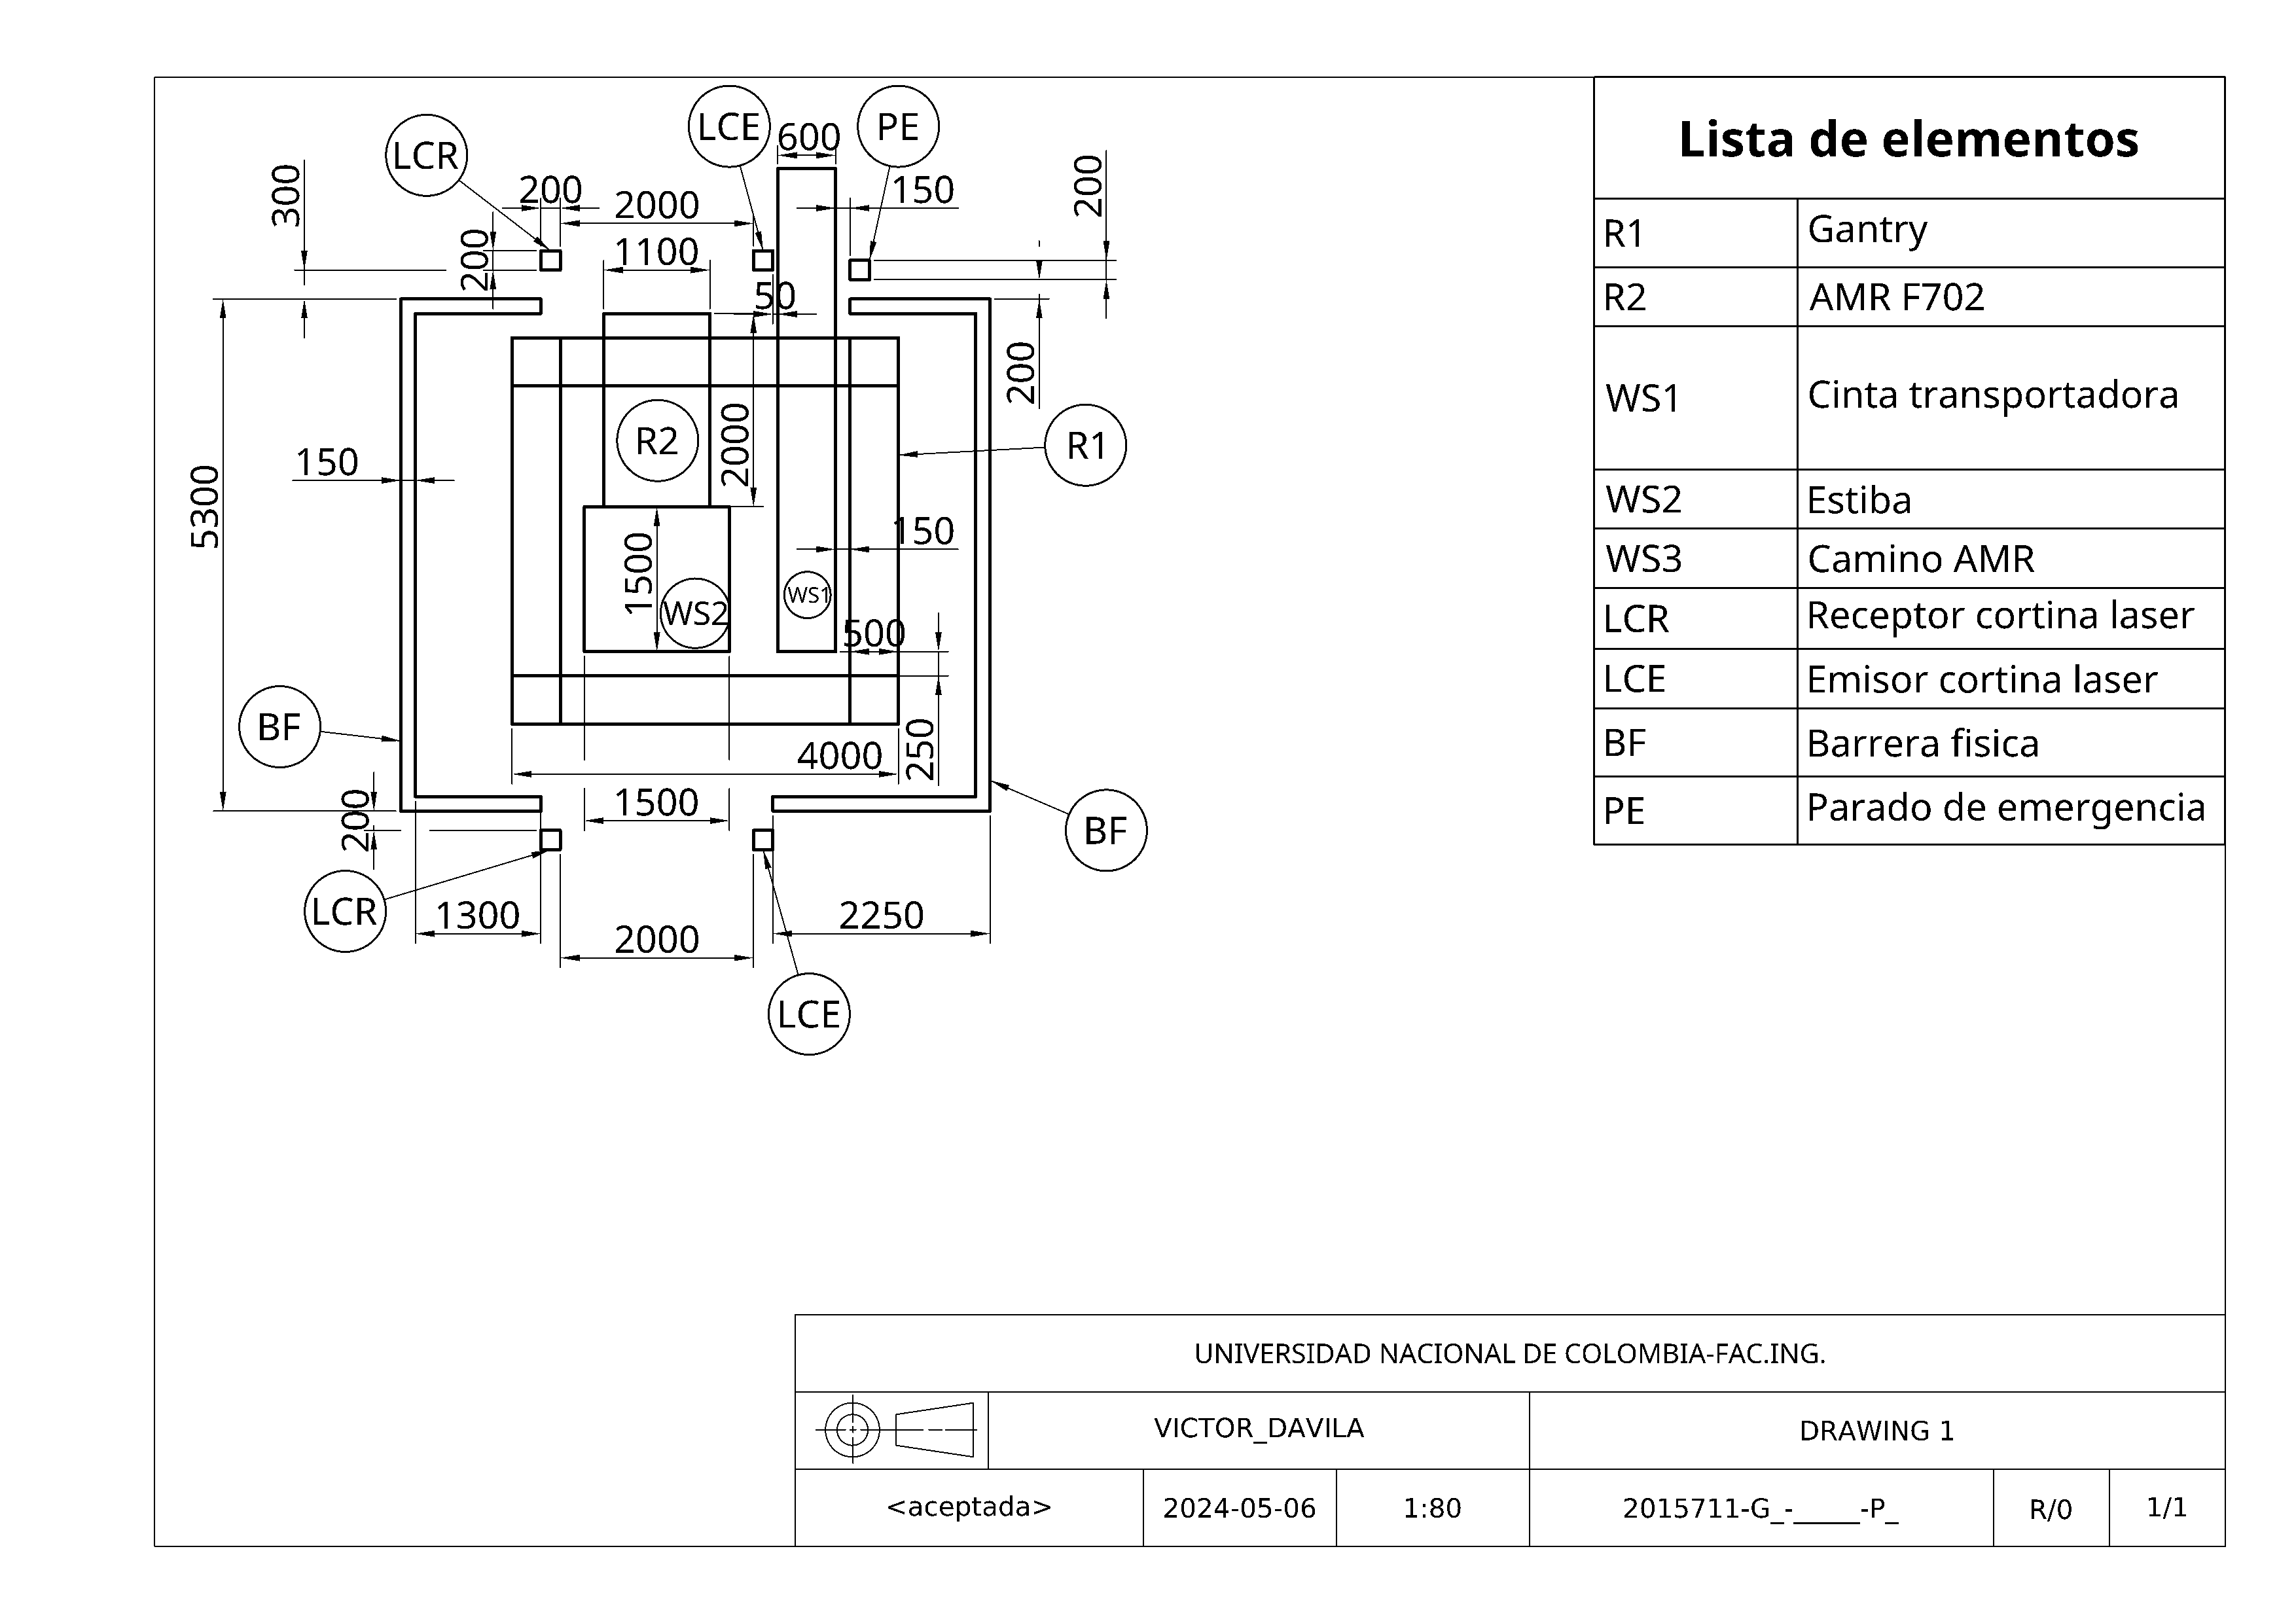 LCR
LCE
600
PE
300
200
2000
150
200
200
1100
50
5300
150
R2
2000
200
R1
150
1500
WS2
WS1
500
BF
4000
250
200
1500
BF
LCR
1300
2000
2250
LCE
Lista de elementos
R1 Gantry
R2 AMR F702
WS1 Cinta transportadora
WS2 Estiba
WS3 Camino AMR
LCR Receptor cortina laser
LCE Emisor cortina laser
BF Barrera fisica
PE Parado de emergencia
UNIVERSIDAD NACIONAL DE COLOMBIA-FAC.ING.
VICTOR_DAVILA
DRAWING 1
<aceptada>
2024-05-06
1:80
2015711-G_-_____-P_
R/0
1/1